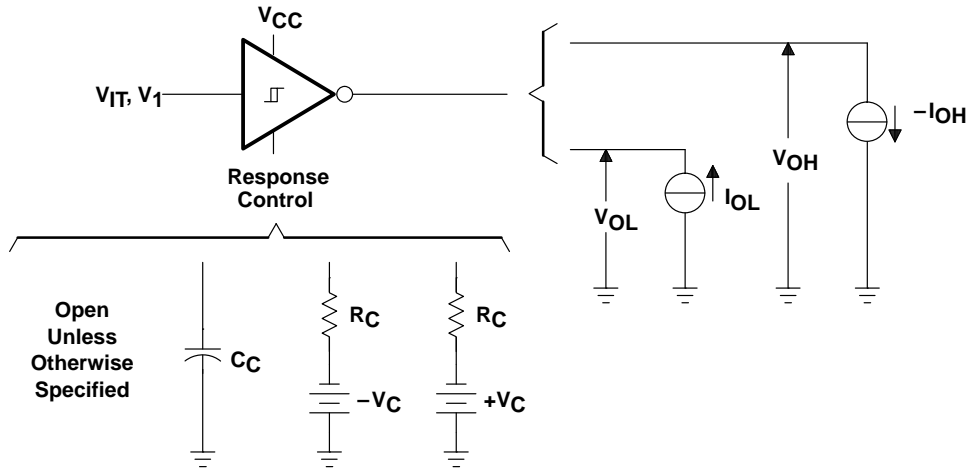 VCC
VIT, V1
Response
Control
–IOH
VOH
IOL
VOL
Open
Unless
Otherwise
Specified
CC
RC
–VC
RC
+VC